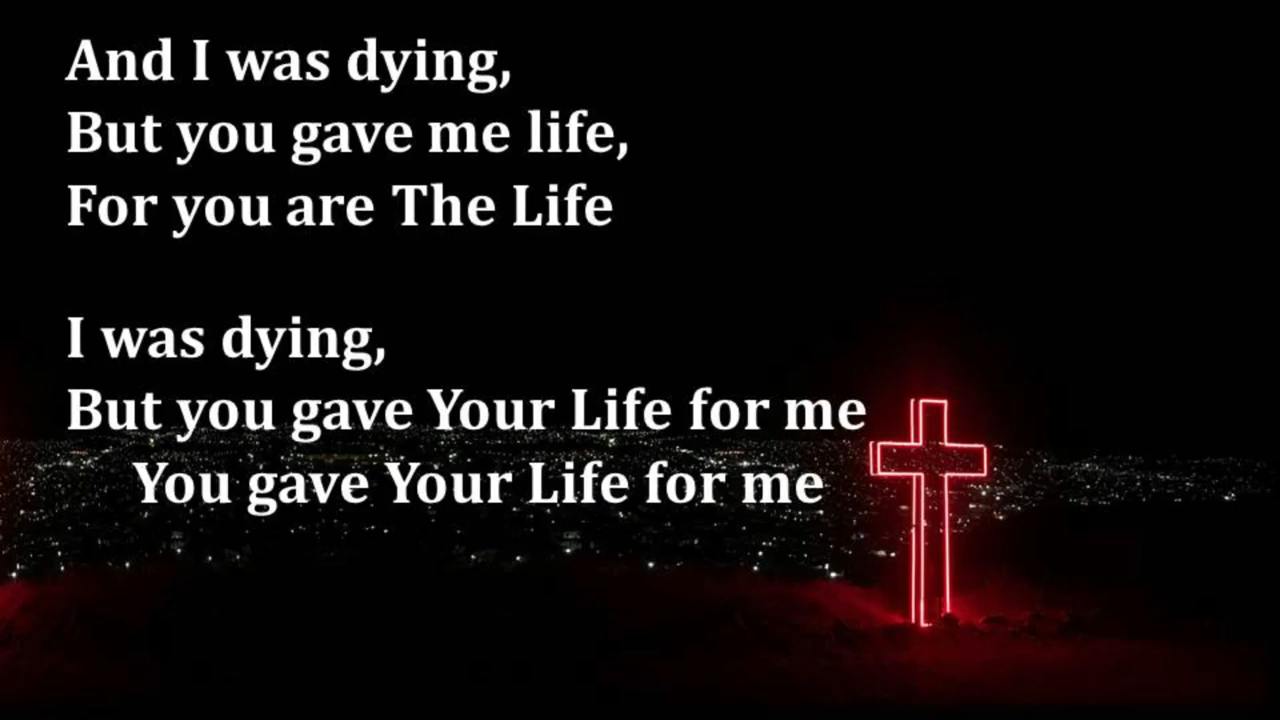 And I was dying,
But you gave me life,
For you are The Life
I was dying,
But you gave Your Life for me
You gave Your Life for me